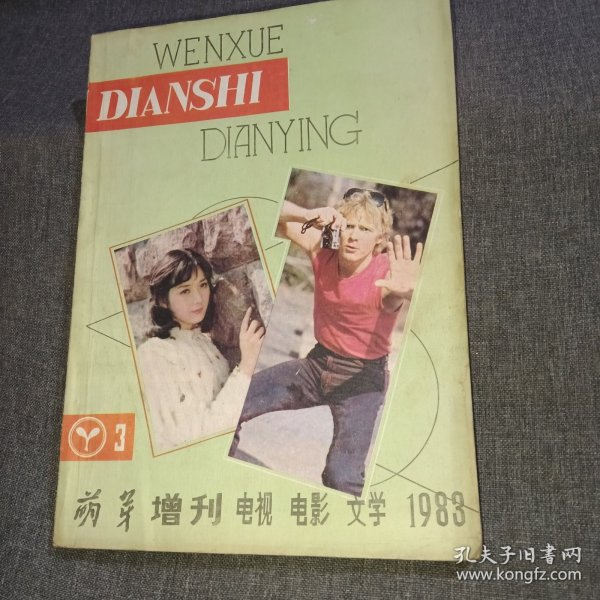 WENXUE
DIANSHI
DIANYING
3
萌芽 增刊 电视 电影 文学 1983
孔夫子旧书网
www.kongfz.com